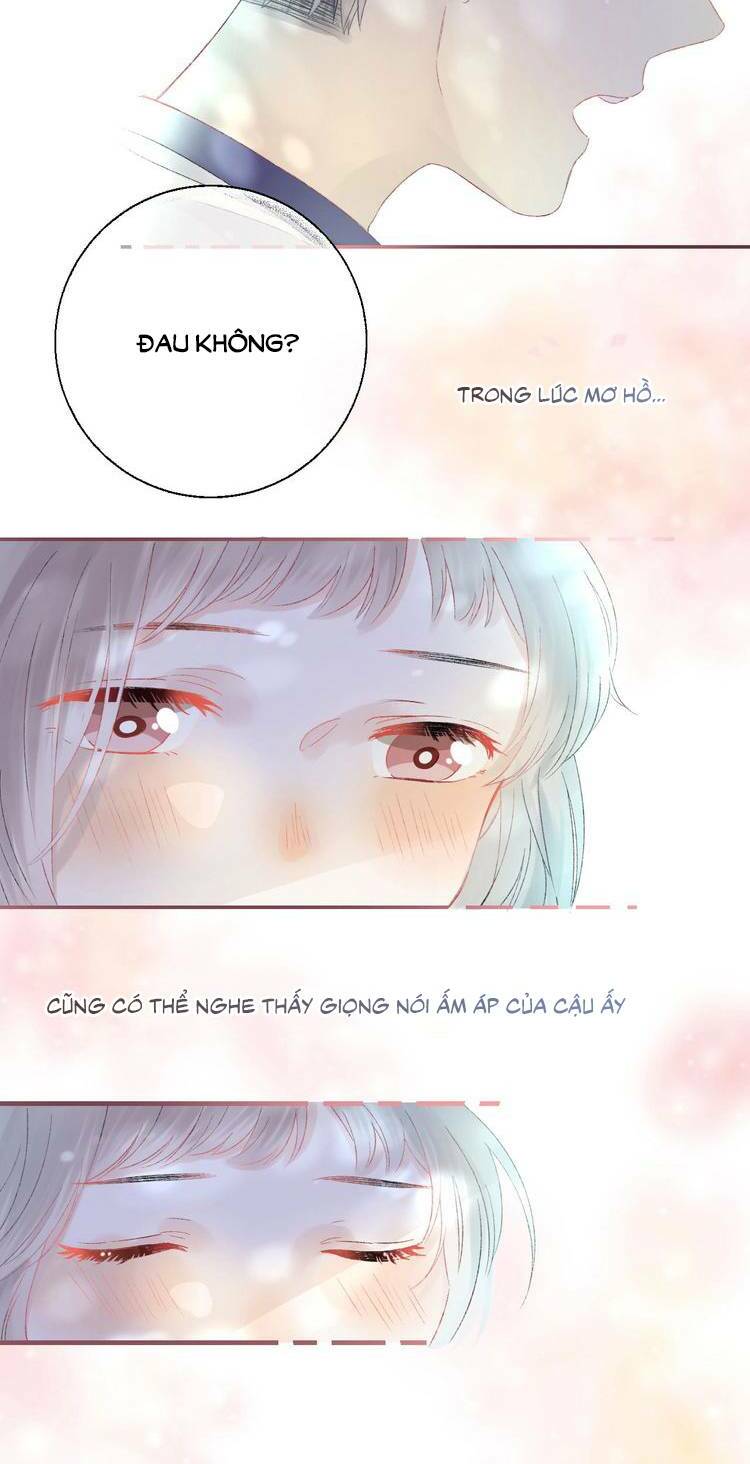 ĐAU KHÔNG?
TRONG LÚC MƠ HỒ...
CŨNG CÓ THỂ NGHE THẤY GIỌNG NÓI ẤM ÁP CỦA CẬU ẤY